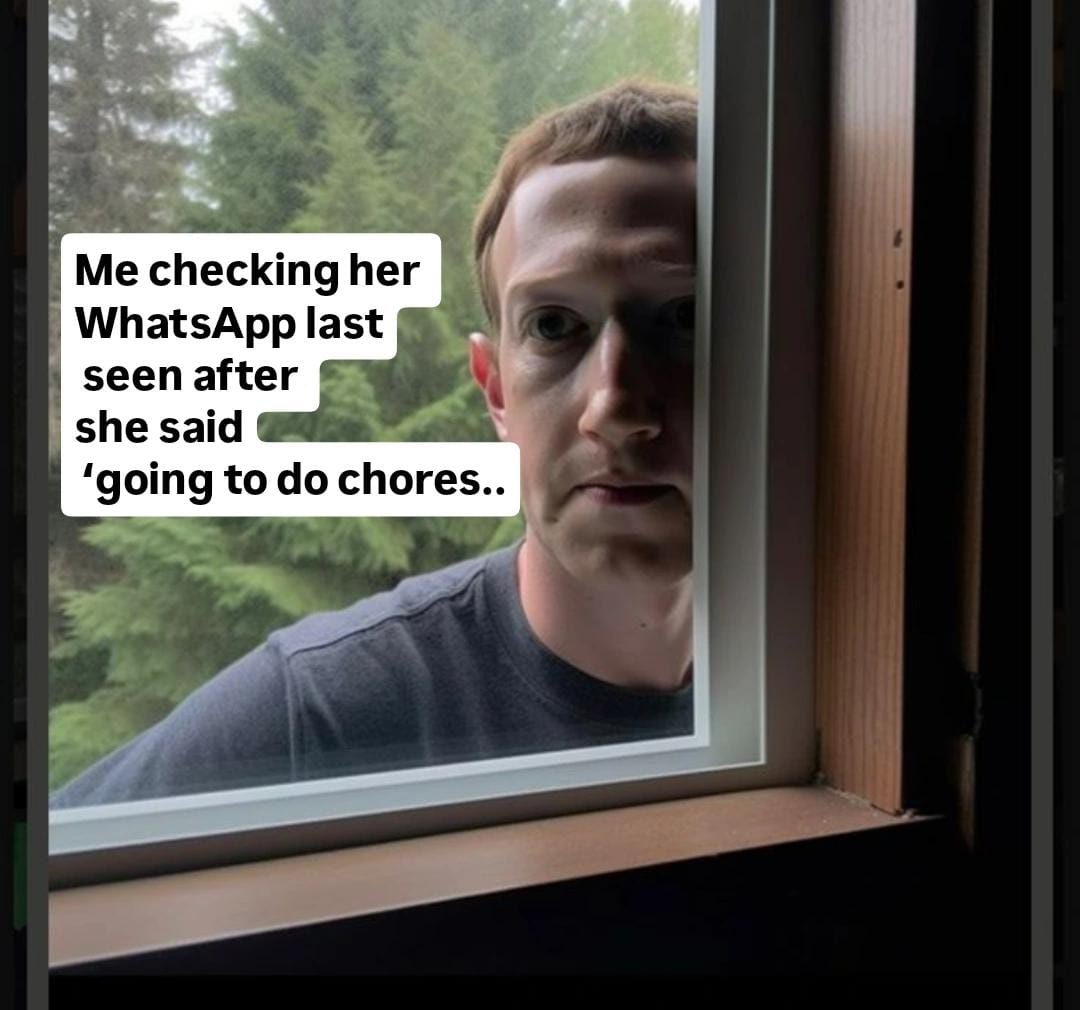 Me checking her
WhatsApp last
seen after
she said
‘going to do chores..